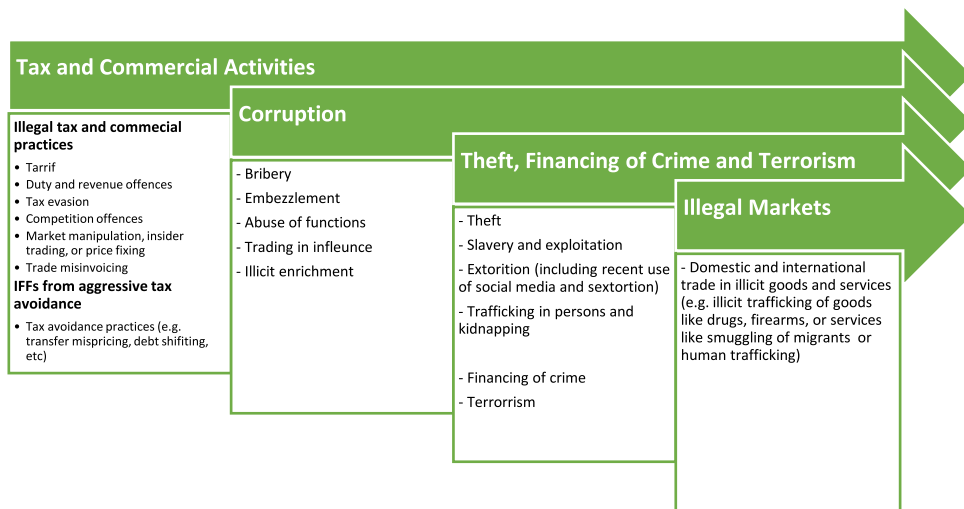 Tax and Commercial Activities
Illegal tax and commecial
practices
• Tarrif
• Duty and revenue offences
• Tax evasion
• Competition offences
• Market manipulation, insider
trading, or price fixing
• Trade misinvoicing
IFFs from aggressive tax
avoidance
• Tax avoidance practices (e.g.
transfer mispricing, debt shifiting,
etc)
Corruption
- Bribery
- Embezzlement
- Abuse of functions
- Trading in infleunce
- Illicit enrichment
Theft, Financing of Crime and Terrorism
- Theft
- Slavery and exploitation
- Extorition (including recent use
of social media and sextortion)
- Trafficking in persons and
kidnapping
- Financing of crime
- Terrorrism
Illegal Markets
- Domestic and international
trade in illicit goods and services
(e.g. illicit trafficking of goods
like drugs, firearms, or services
like smuggling of migrants or
human trafficking)